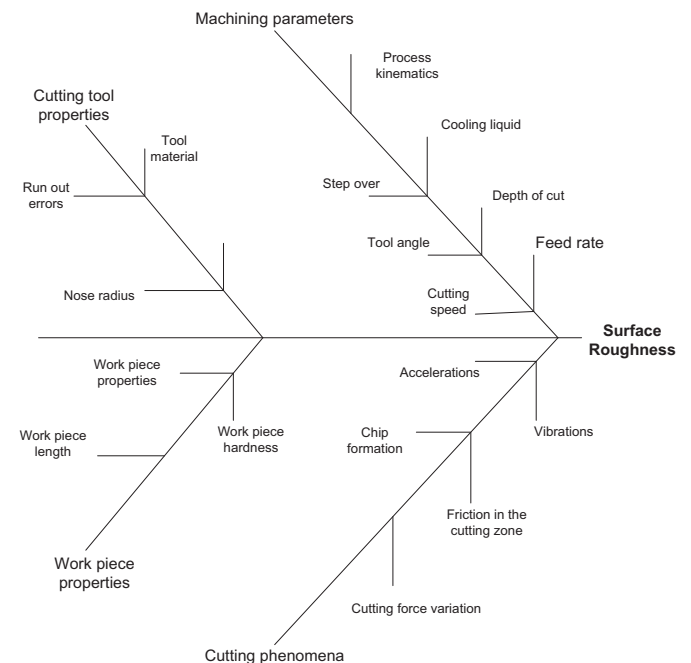 Machining parameters
Process
kinematics
Cutting tool
properties
Cooling liquid
Tool
material
Run out
errors
Step over
Depth of cut
Tool angle
Feed rate
Nose radius
Cutting
speed
Surface
Roughness
Work piece
properties
Accelerations
Work piece
length
Work piece
hardness
Chip
formation
Vibrations
Friction in the
cutting zone
Work piece
properties
Cutting force variation
Cutting phenomena